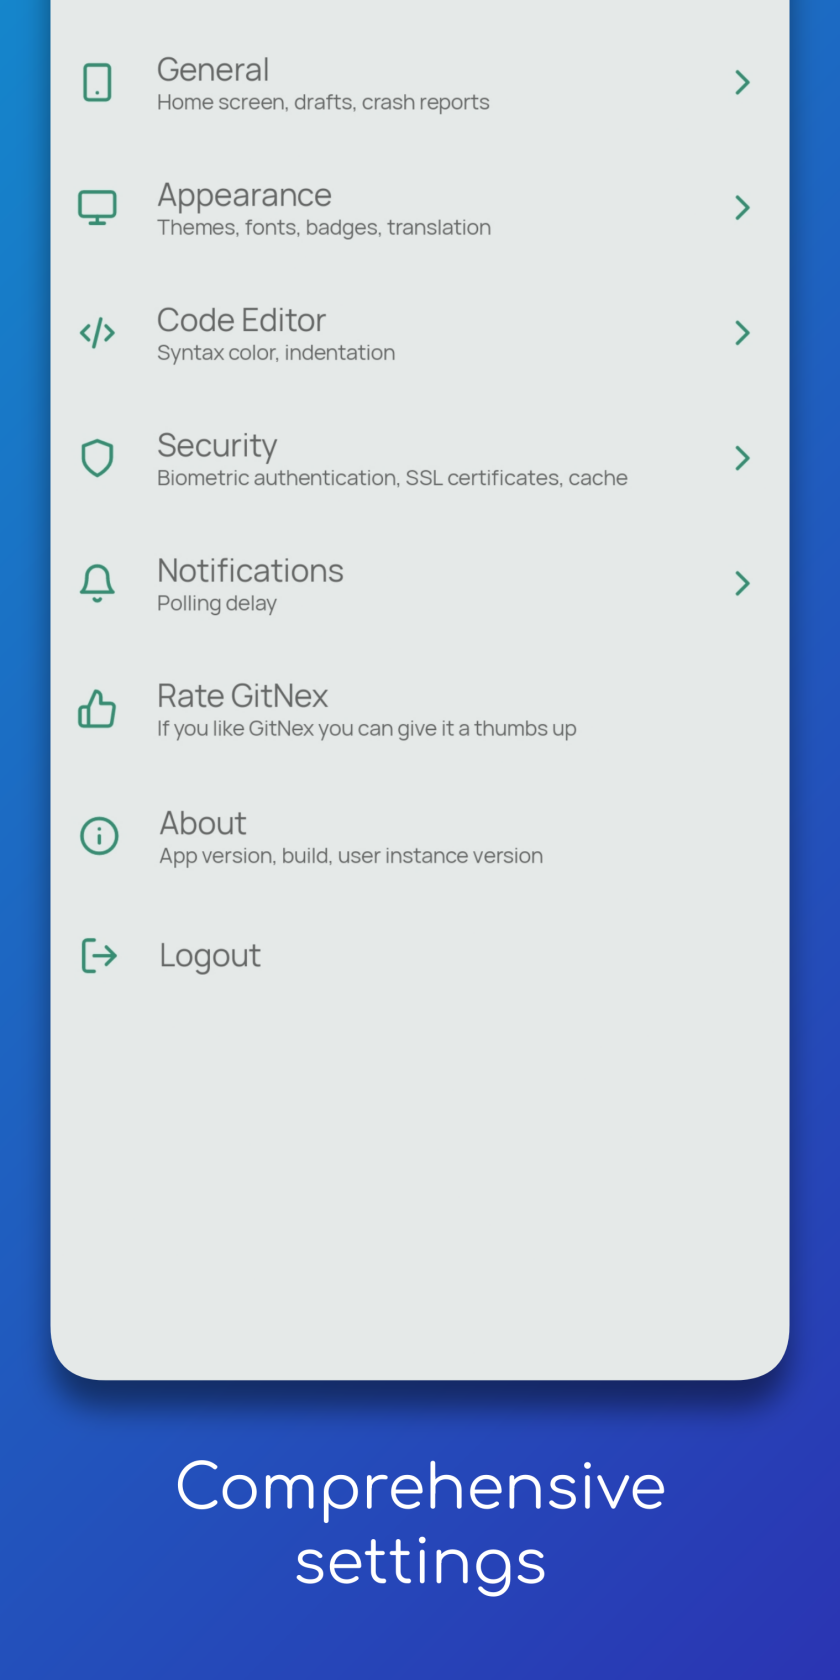 General
Home screen, drafts, crash reports
Appearance
Themes, fonts, badges, translation
Code Editor
Syntax color, indentation
Security
Biometric authentication, SSL certificates, cache
Notifications
Polling delay
Rate GitNex
If you like GitNex you can give it a thumbs up
About
App version, build, user instance version
Logout
Comprehensive
settings